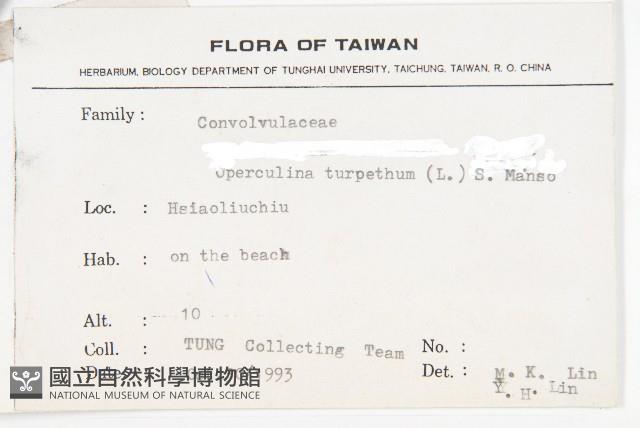 FLORA OF TAIWAN
HERBARIUM, BIOLOGY DEPARTMENT OF TUNGHAI UNIVERSITY, TAICHUNG, TAIWAN, R. O. CHINA
Family : Convolvulaceae
Operculina turpethum (L.) S. Manso
Loc. : Hsiaoliuchiu
Hab. : on the beach
Alt. : 10
Coll. : TUNG Collecting Team No. :
Date 1993 Det. : M. K. Lin
Y. H. Lin
國立自然科學博物館
NATIONAL MUSEUM OF NATURAL SCIENCE